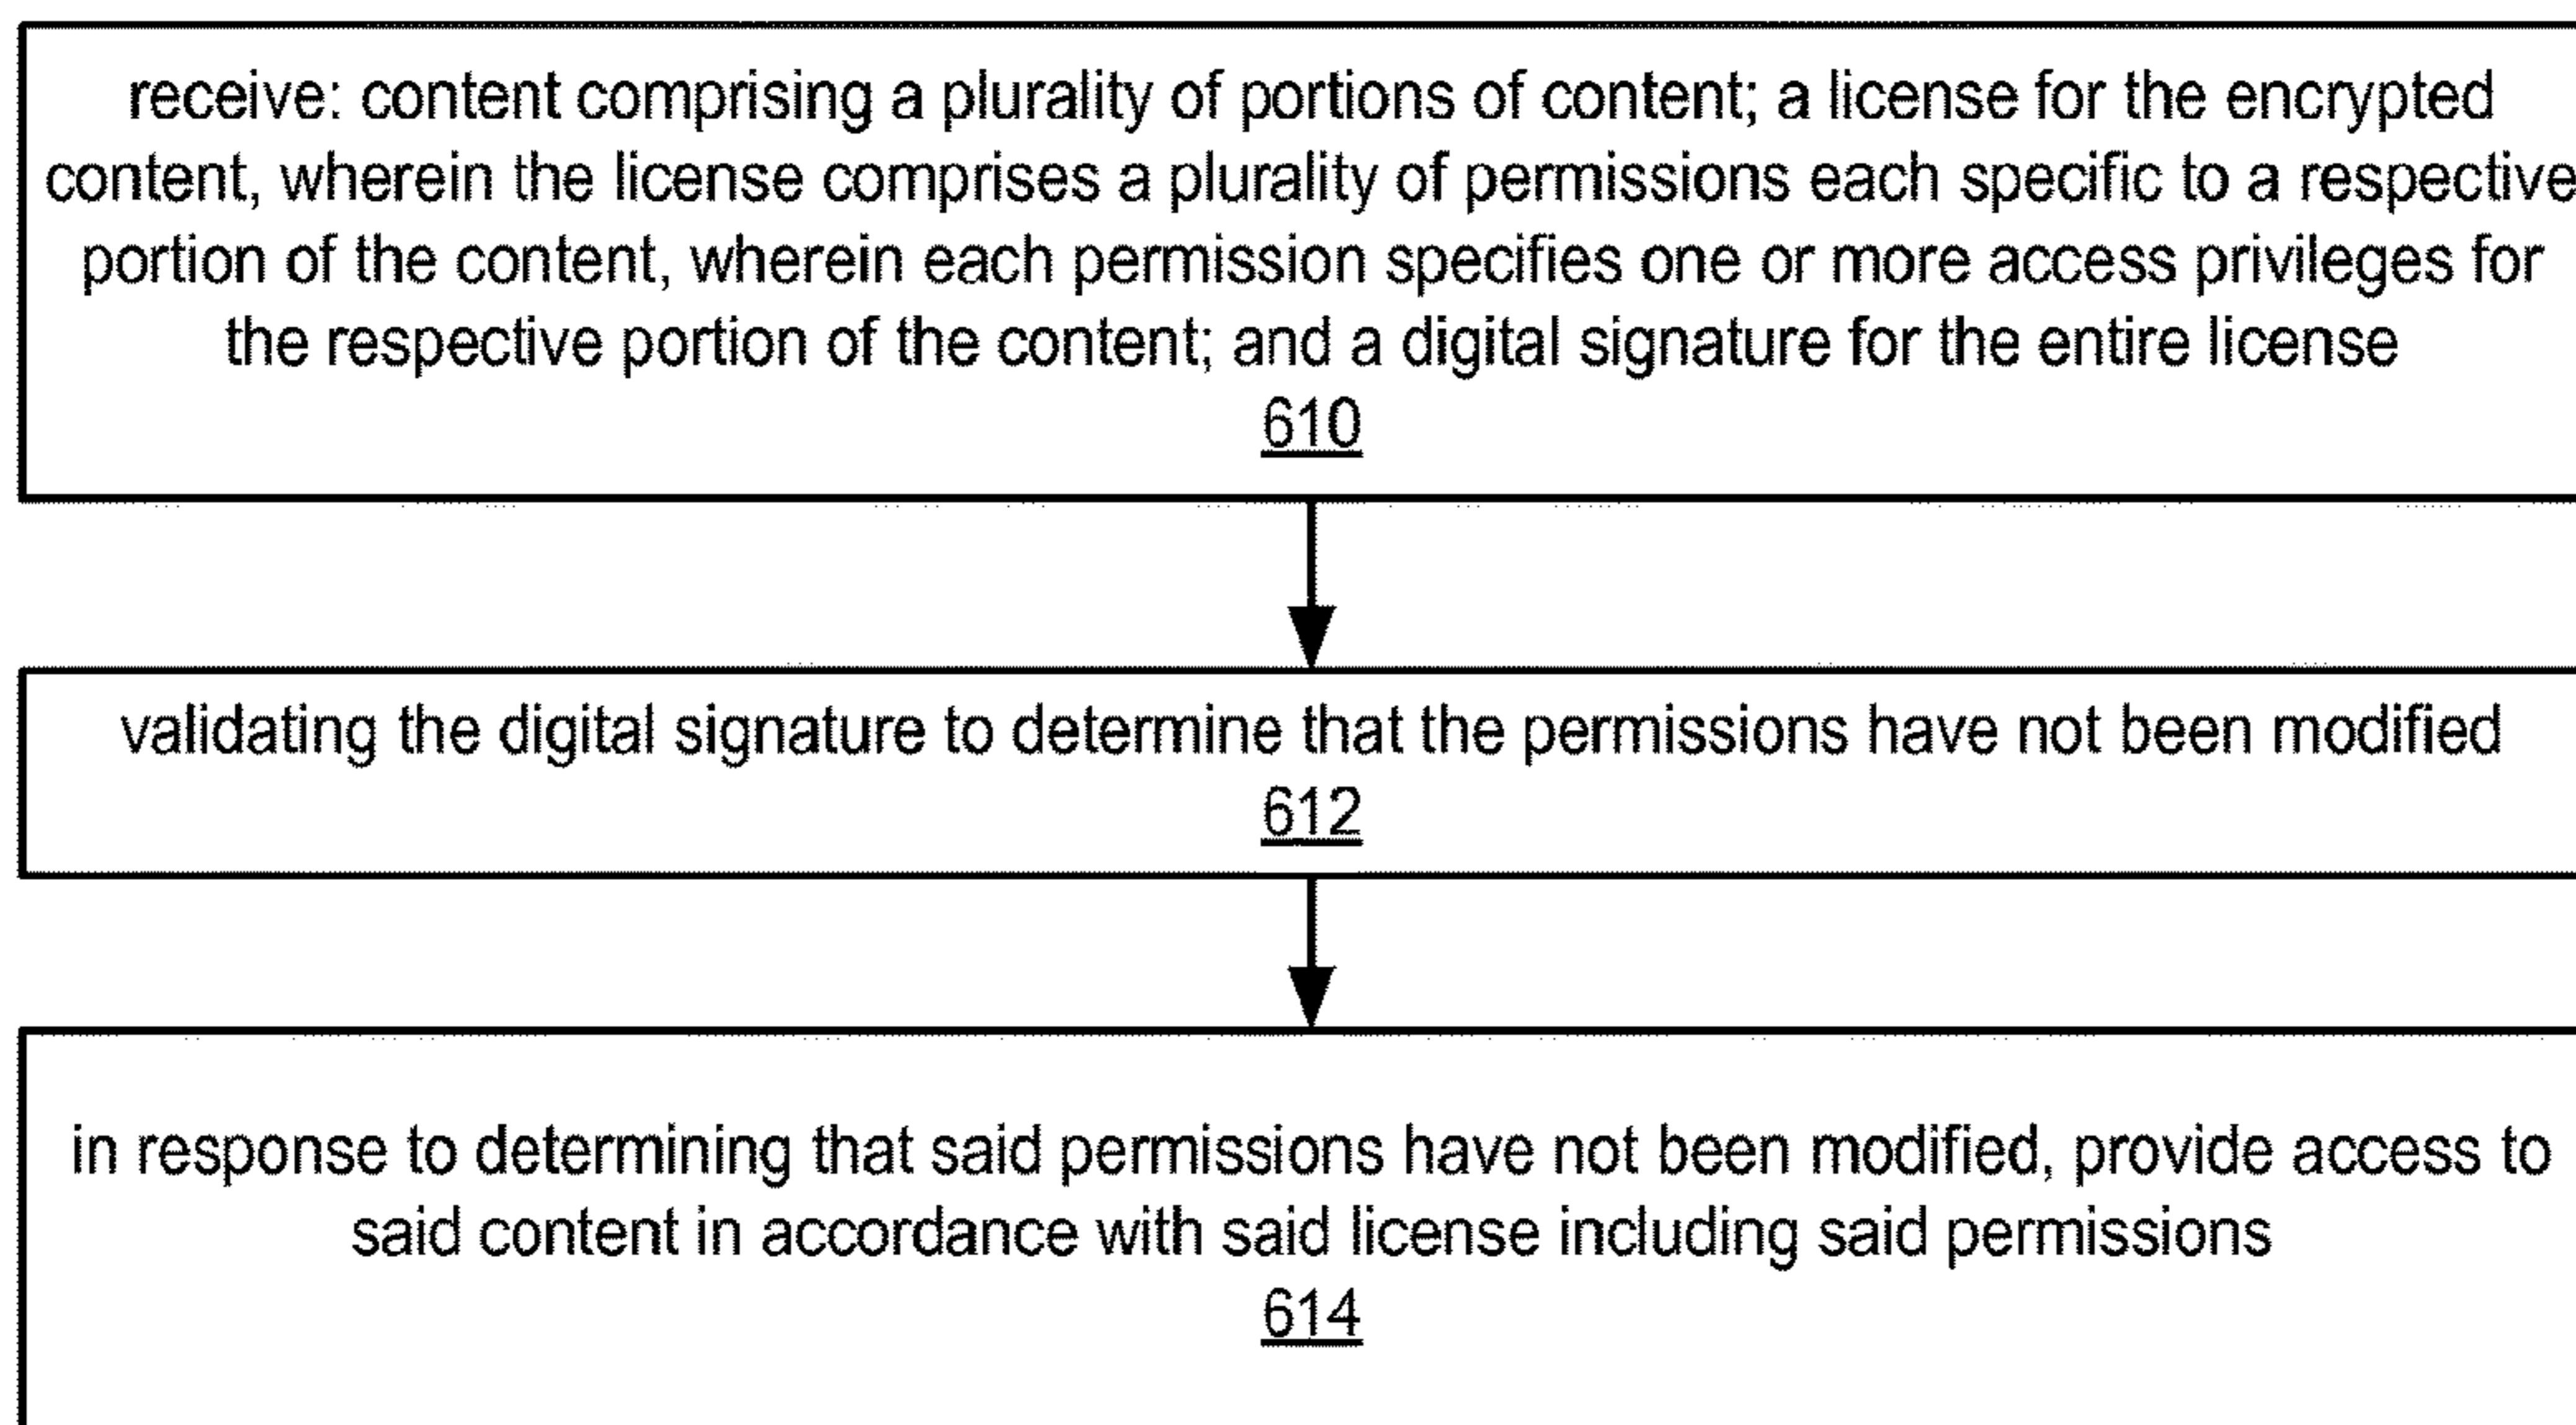 receive: content comprising a plurality of portions of content; a license for the encrypted
content, wherein the license comprises a plurality of permissions each specific to a respective
portion of the content, wherein each permission specifies one or more access privileges for
the respective portion of the content; and a digital signature for the entire license
610
validating the digital signature to determine that the permissions have not been modified
612
in response to determining that said permissions have not been modified, provide access to
said content in accordance with said license including said permissions
614